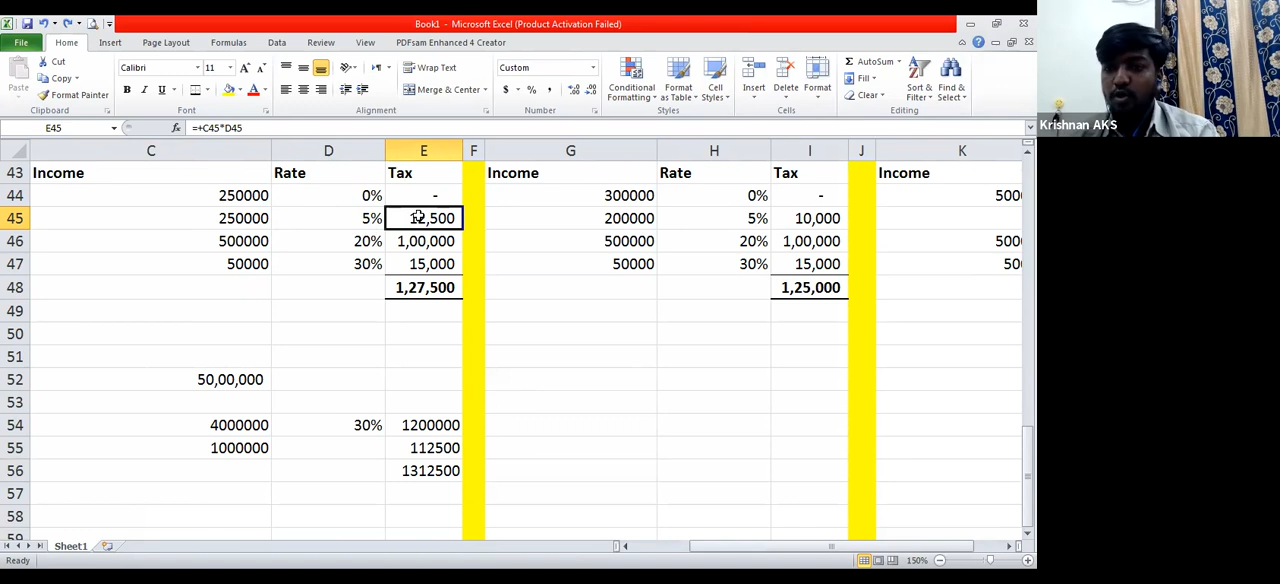 Book1 - Microsoft Excel (Product Activation Failed)
File Home Insert Page Layout Formulas Data Review View PDFsam Enhanced 4 Creator
Paste Cut Copy Format Painter Clipboard
Calibri 11 A A B I U A Font
Wrap Text Merge & Center Alignment
Custom $ % , Number
Conditional Formatting Format as Table Cell Styles Styles
Insert Delete Format Cells
AutoSum Fill Clear Sort & Filter Find & Select Editing
Krishnan AKS
E45 fx =+C45*D45
C D E F G H I J K
43 Income Rate Tax Income Rate Tax Income
44 250000 0% - 300000 0% - 5000
45 250000 5% 200000 5% 10,000
46 500000 20% 1,00,000 500000 20% 1,00,000 5000
47 50000 30% 15,000 50000 30% 15,000 500
48 1,27,500 1,25,000
49
50
51
52 50,00,000
53
54 4000000 30% 1200000
55 1000000 112500
56 1312500
57
58
59
Sheet1
Ready 150%